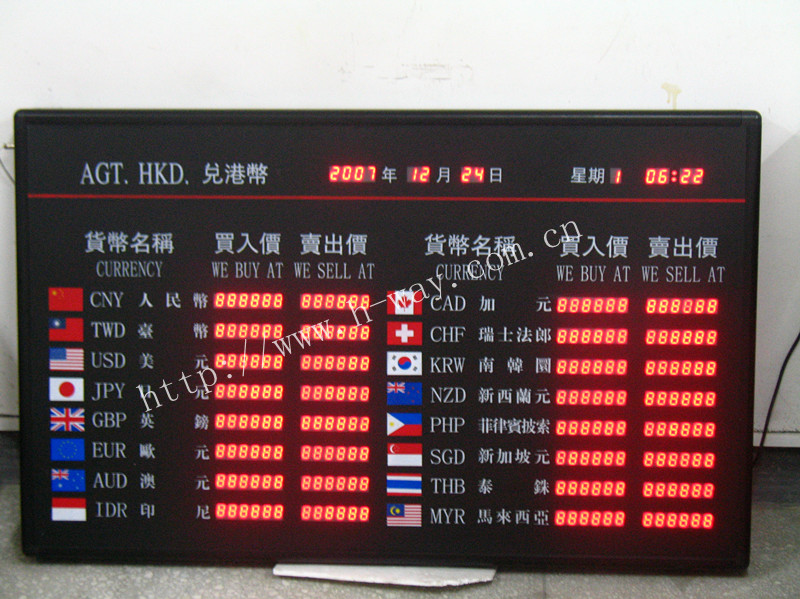 AGT. HKD. 兑港幣 2007年 12月 24日 星期 1 06:22
貨幣名稱 買入價 賣出價 貨幣名稱 買入價 賣出價
CURRENCY WE BUY AT WE SELL AT CURRENCY WE BUY AT WE SELL AT
CNY 人民幣 888888 888888 CAD 加元 888888 888888
TWD 臺幣 888888 888888 CHF 瑞士法郎 888888 888888
USD 美元 888888 888888 KRW 南韓圜 888888 888888
JPY 日元 888888 888888 NZD 新西蘭元 888888 888888
GBP 英鎊 888888 888888 PHP 菲律賓披索 888888 888888
EUR 歐元 888888 888888 SGD 新加坡元 888888 888888
AUD 澳元 888888 888888 THB 泰銖 888888 888888
IDR 印尼 888888 888888 MYR 馬來西亞 888888 888888
http://www.h-way.com.cn